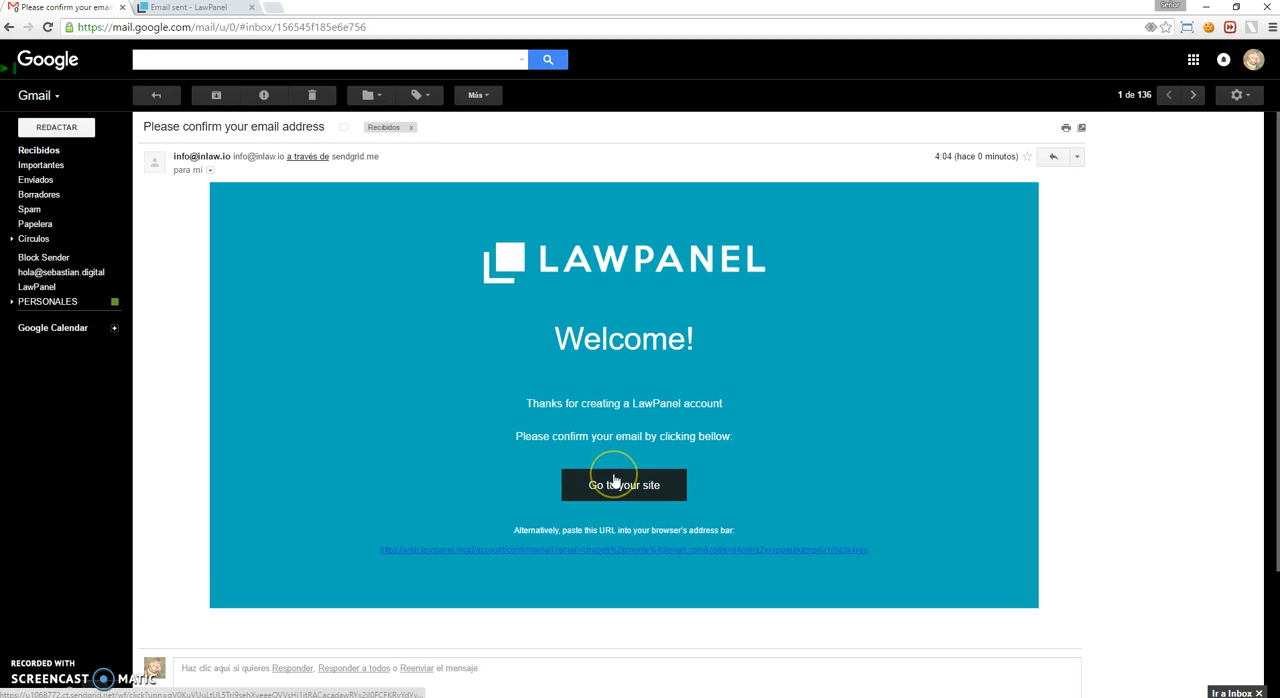 Please confirm your emai
Email sent - LawPanel
Señor
https://mail.google.com/mail/u/0/#inbox/156545f185e6e756
Google
Gmail
Más
1 de 136
REDACTAR
Please confirm your email address
Recibidos x
Recibidos
Importantes
Enviados
Borradores
Spam
Papelera
Círculos
Block Sender
hola@sebastian.digital
LawPanel
PERSONALES
Google Calendar
info@inlaw.io info@inlaw.io a través de sendgrid.me
4:04 (hace 0 minutos)
para mí
LAWPANEL
Welcome!
Thanks for creating a LawPanel account
Please confirm your email by clicking bellow:
Go to your site
Alternatively, paste this URL into your browser's address bar:
Haz clic aquí si quieres Responder, Responder a todos o Reenviar el mensaje
RECORDED WITH
SCREENCAST MATIC
Ir a Inbox X